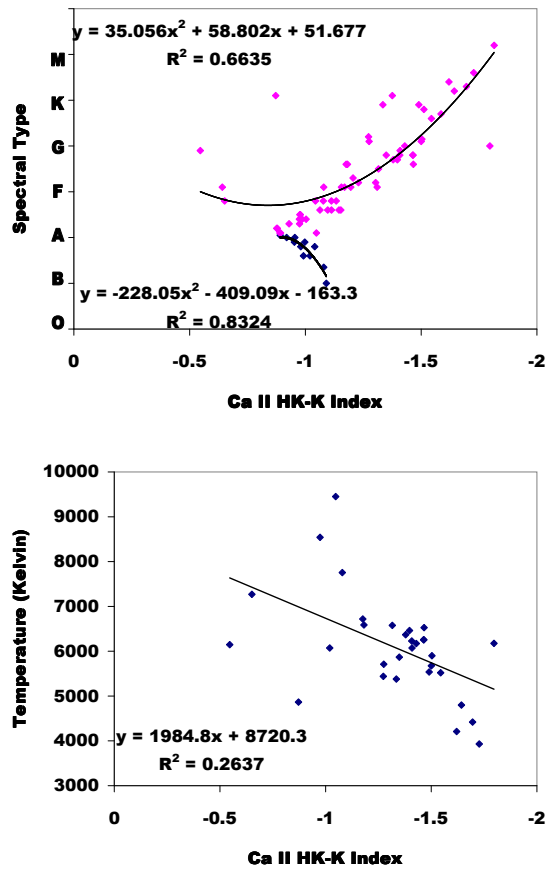 y = 35.056x² + 58.802x + 51.677
R² = 0.6635
M
K
G
F
A
B
O
Spectral Type
y = -228.05x² - 409.09x - 163.3
R² = 0.8324
0 -0.5 -1 -1.5 -2
Ca II HK-K Index
10000
9000
8000
7000
6000
5000
4000
3000
Temperature (Kelvin)
y = 1984.8x + 8720.3
R² = 0.2637
0 -0.5 -1 -1.5 -2
Ca II HK-K Index